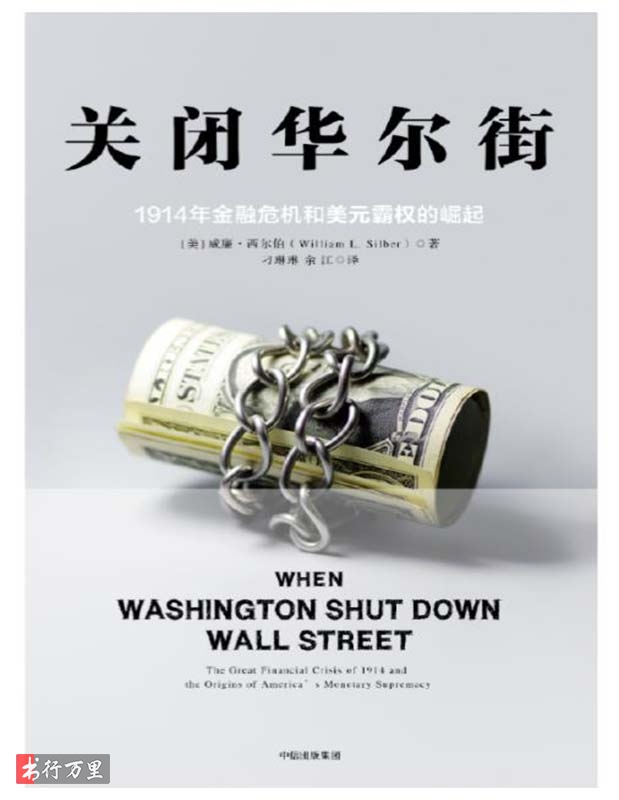 关闭华尔街
1914年金融危机和美元霸权的崛起
[美]威廉·西尔伯(William L. Silber)◎著
刁琳琳 余江◎译
STATES
DOL
WHEN
WASHINGTON SHUT DOWN
WALL STREET
The Great Financial Crisis of 1914 and
the Origins of America's Monetary Supremacy
中信出版集团
书行万里